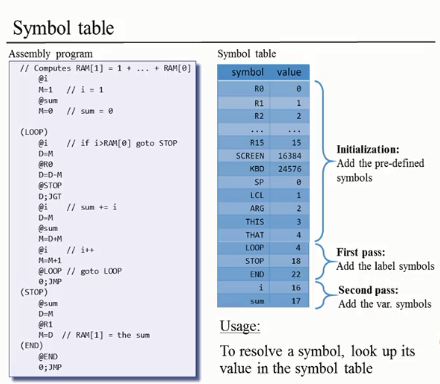 Symbol table
Assembly program
// Computes RAM[1] = 1 + ... + RAM[0]
@i
M=1 // i = 1
@sum
M=0 // sum = 0
(LOOP)
@i // if i>RAM[0] goto STOP
D=M
@R0
D=D-M
@STOP
D;JGT
@i // sum += i
D=M
@sum
M=D+M
@i // i++
M=M+1
@LOOP // goto LOOP
0;JMP
(STOP)
@sum
D=M
@R1
M=D // RAM[1] = the sum
(END)
@END
0;JMP
Symbol table
symbol value
R0 0
R1 1
R2 2
... ...
R15 15
SCREEN 16384
KBD 24576
SP 0
LCL 1
ARG 2
THIS 3
THAT 4
LOOP 4
STOP 18
END 22
i 16
sum 17
Initialization:
Add the pre-defined
symbols
First pass:
Add the label symbols
Second pass:
Add the var. symbols
Usage:
To resolve a symbol, look up its
value in the symbol table